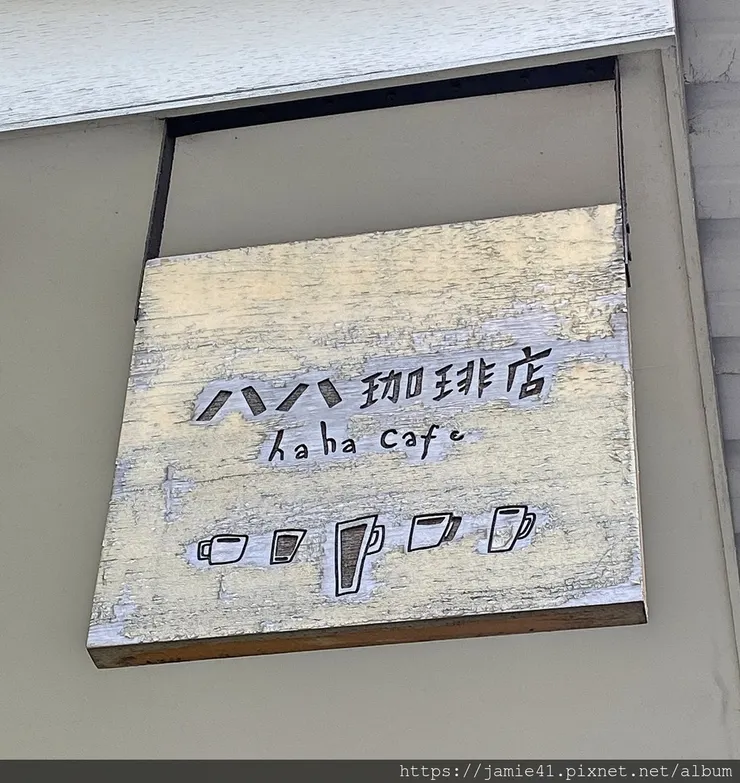 ハハ珈琲店
haha cafe
https://jamie41.pixnet.net/album